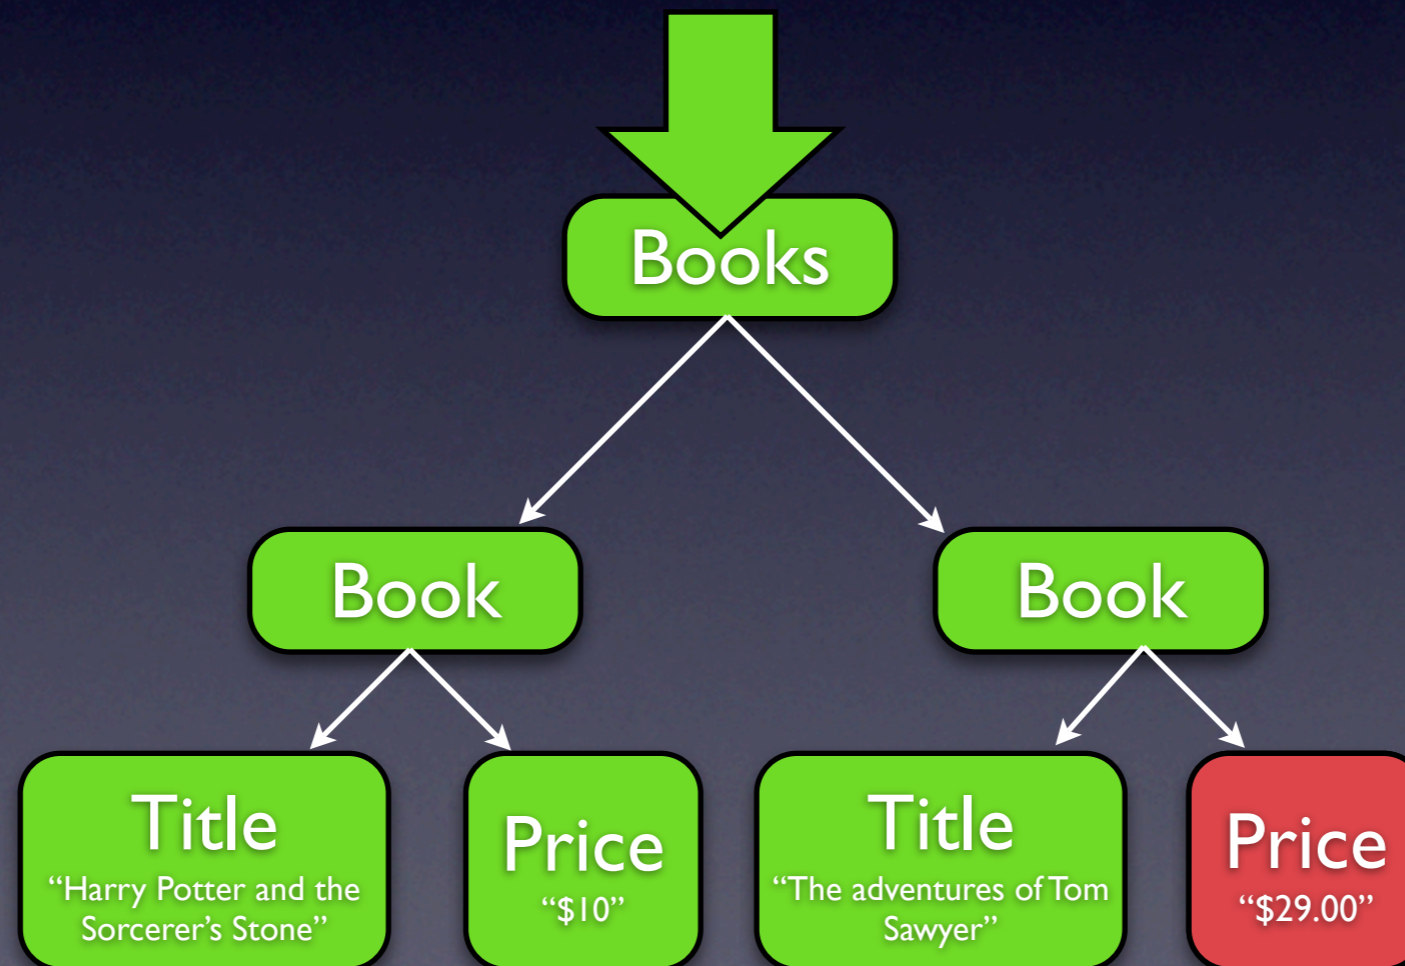 Books
Book
Book
Title
“Harry Potter and the
Sorcerer’s Stone”
Price
“$10”
Title
“The adventures of Tom
Sawyer”
Price
“$29.00”